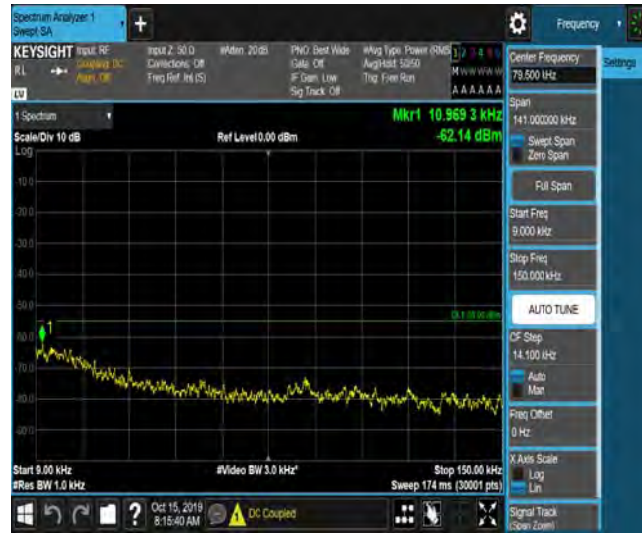 Spectrum Analyzer 1
Swept SA
+
Frequency
KEYSIGHT Input: RF
RL
Coupling: DC
Align: Off
Input Z: 50 Ω
Corrections: Off
Freq Ref: Int (S)
#Atten: 20 dB
PNO: Best Wide
Gate: Off
IF Gain: Low
Sig Track: Off
#Avg Type: Power (RMS
Avg|Hold: 50/50
Trig: Free Run
1 2 3 4 5 6
M W W W W W
A A A A A A
LV
1 Spectrum
Scale/Div 10 dB
Log
Ref Level 0.00 dBm
Mkr1 10.969 3 kHz
-62.14 dBm
-10.0
-20.0
-30.0
-40.0
-50.0
-60.0
-70.0
-80.0
-90.0
1
Start 9.00 kHz
#Res BW 1.0 kHz
#Video BW 3.0 kHz*
Stop 150.00 kHz
Sweep 174 ms (30001 pts)
Oct 15, 2019
8:15:40 AM
DC Coupled
Center Frequency
79.500 kHz
Settings
Span
141.000000 kHz
Swept Span
Zero Span
Full Span
Start Freq
9.000 kHz
Stop Freq
150.000 kHz
AUTO TUNE
CF Step
14.100 kHz
Auto
Man
Freq Offset
0 Hz
X Axis Scale
Log
Lin
Signal Track
(Span Zoom)